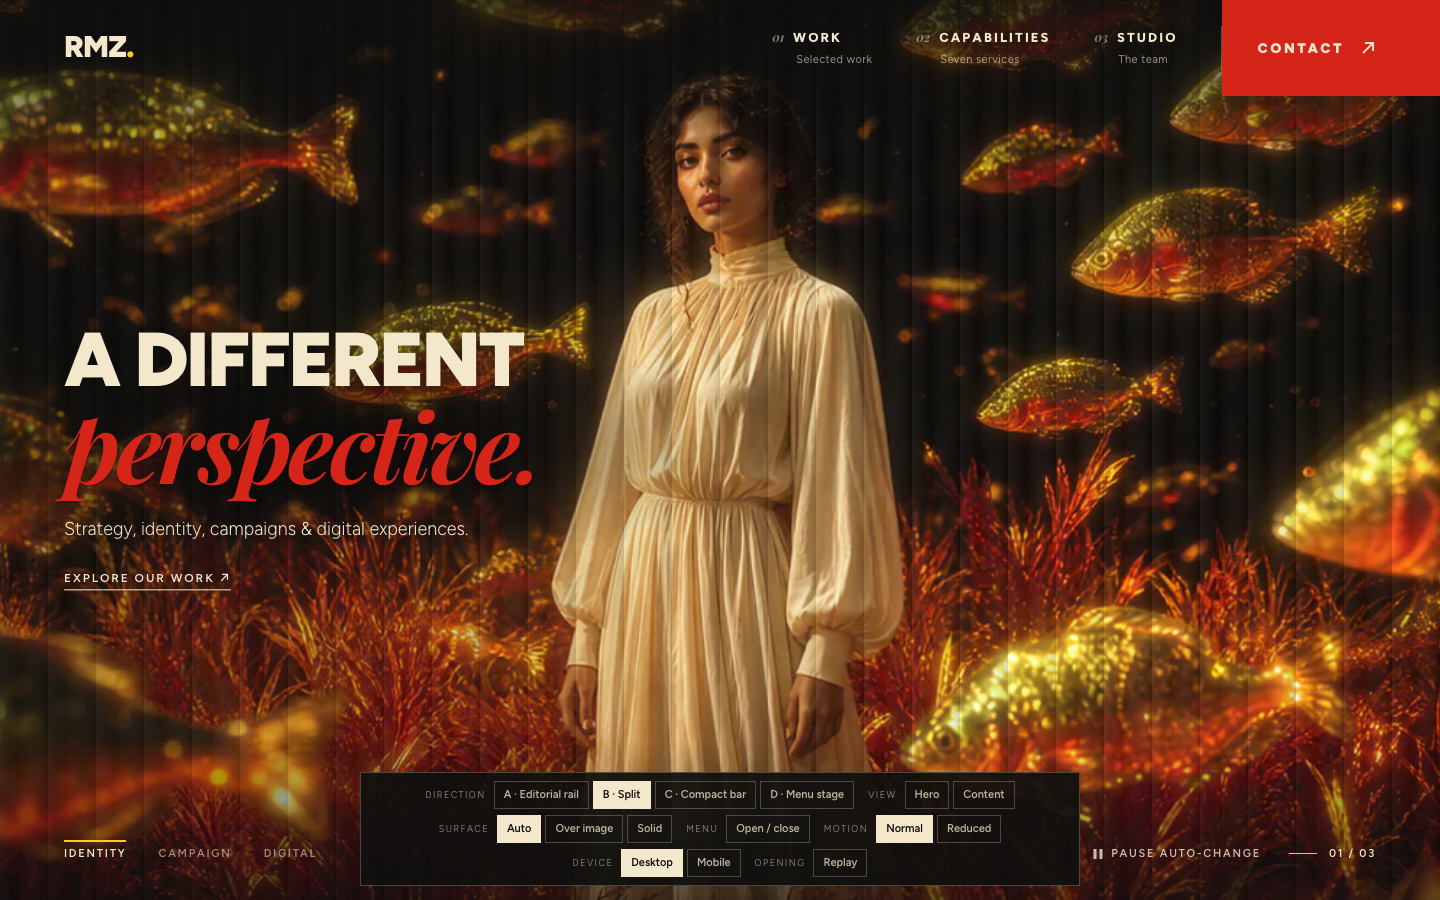 RMZ.
01 WORK
Selected work
02 CAPABILITIES
Seven services
03 STUDIO
The team
CONTACT ↗
A DIFFERENT
perspective.
Strategy, identity, campaigns & digital experiences.
EXPLORE OUR WORK ↗
DIRECTION A · Editorial rail B · Split C · Compact bar D · Menu stage VIEW Hero Content
SURFACE Auto Over image Solid MENU Open / close MOTION Normal Reduced
DEVICE Desktop Mobile OPENING Replay
IDENTITY CAMPAIGN DIGITAL
PAUSE AUTO-CHANGE 01 / 03